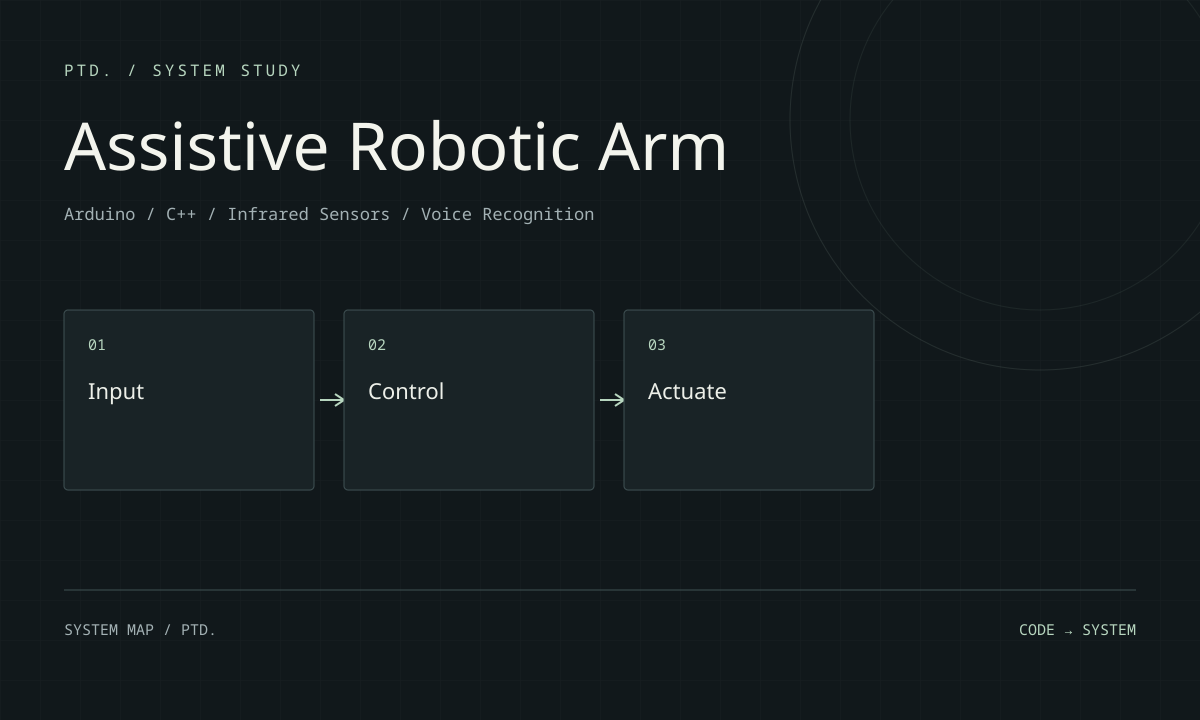 PTD. / SYSTEM STUDY
Assistive Robotic Arm
Arduino / C++ / Infrared Sensors / Voice Recognition
01
Input
02
Control
03
Actuate
SYSTEM MAP / PTD.
CODE → SYSTEM